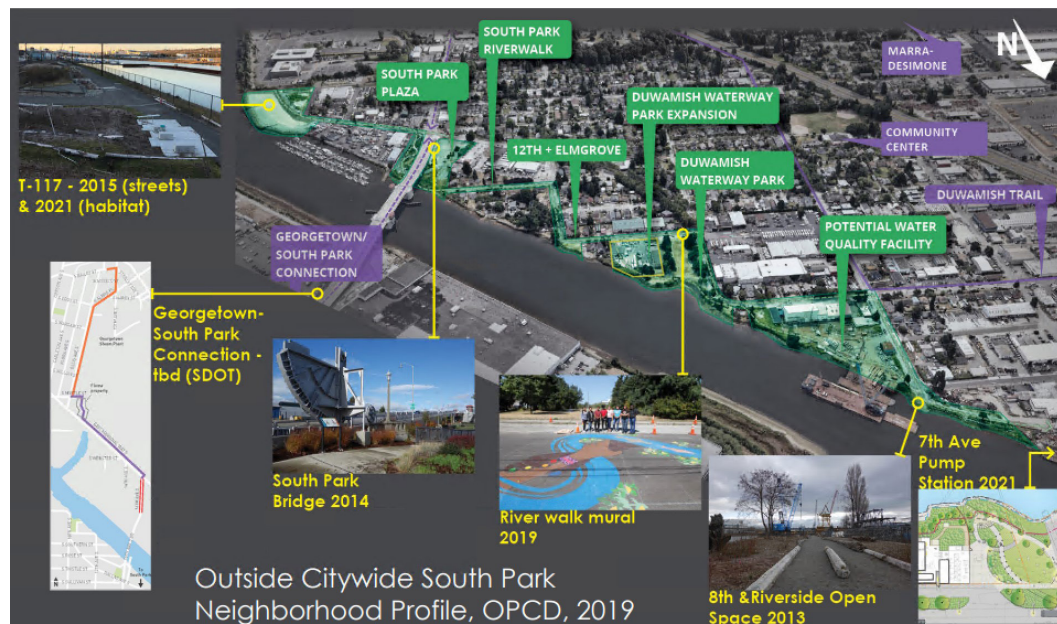 SOUTH PARK
RIVERWALK
SOUTH PARK
PLAZA
MARRA-
DESIMONE
N
DUWAMISH WATERWAY
PARK EXPANSION
COMMUNITY
CENTER
12TH + ELMGROVE
DUWAMISH
WATERWAY PARK
DUWAMISH TRAIL
T-117 - 2015 (streets)
& 2021 (habitat)
GEORGETOWN/
SOUTH PARK
CONNECTION
POTENTIAL WATER
QUALITY FACILITY
Georgetown-
South Park
Connection -
tbd (SDOT)
Georgetown
Steam Plant
South Park
Bridge 2014
River walk mural
2019
7th Ave
Pump
Station 2021
8th &Riverside Open
Space 2013
Outside Citywide South Park
Neighborhood Profile, OPCD, 2019